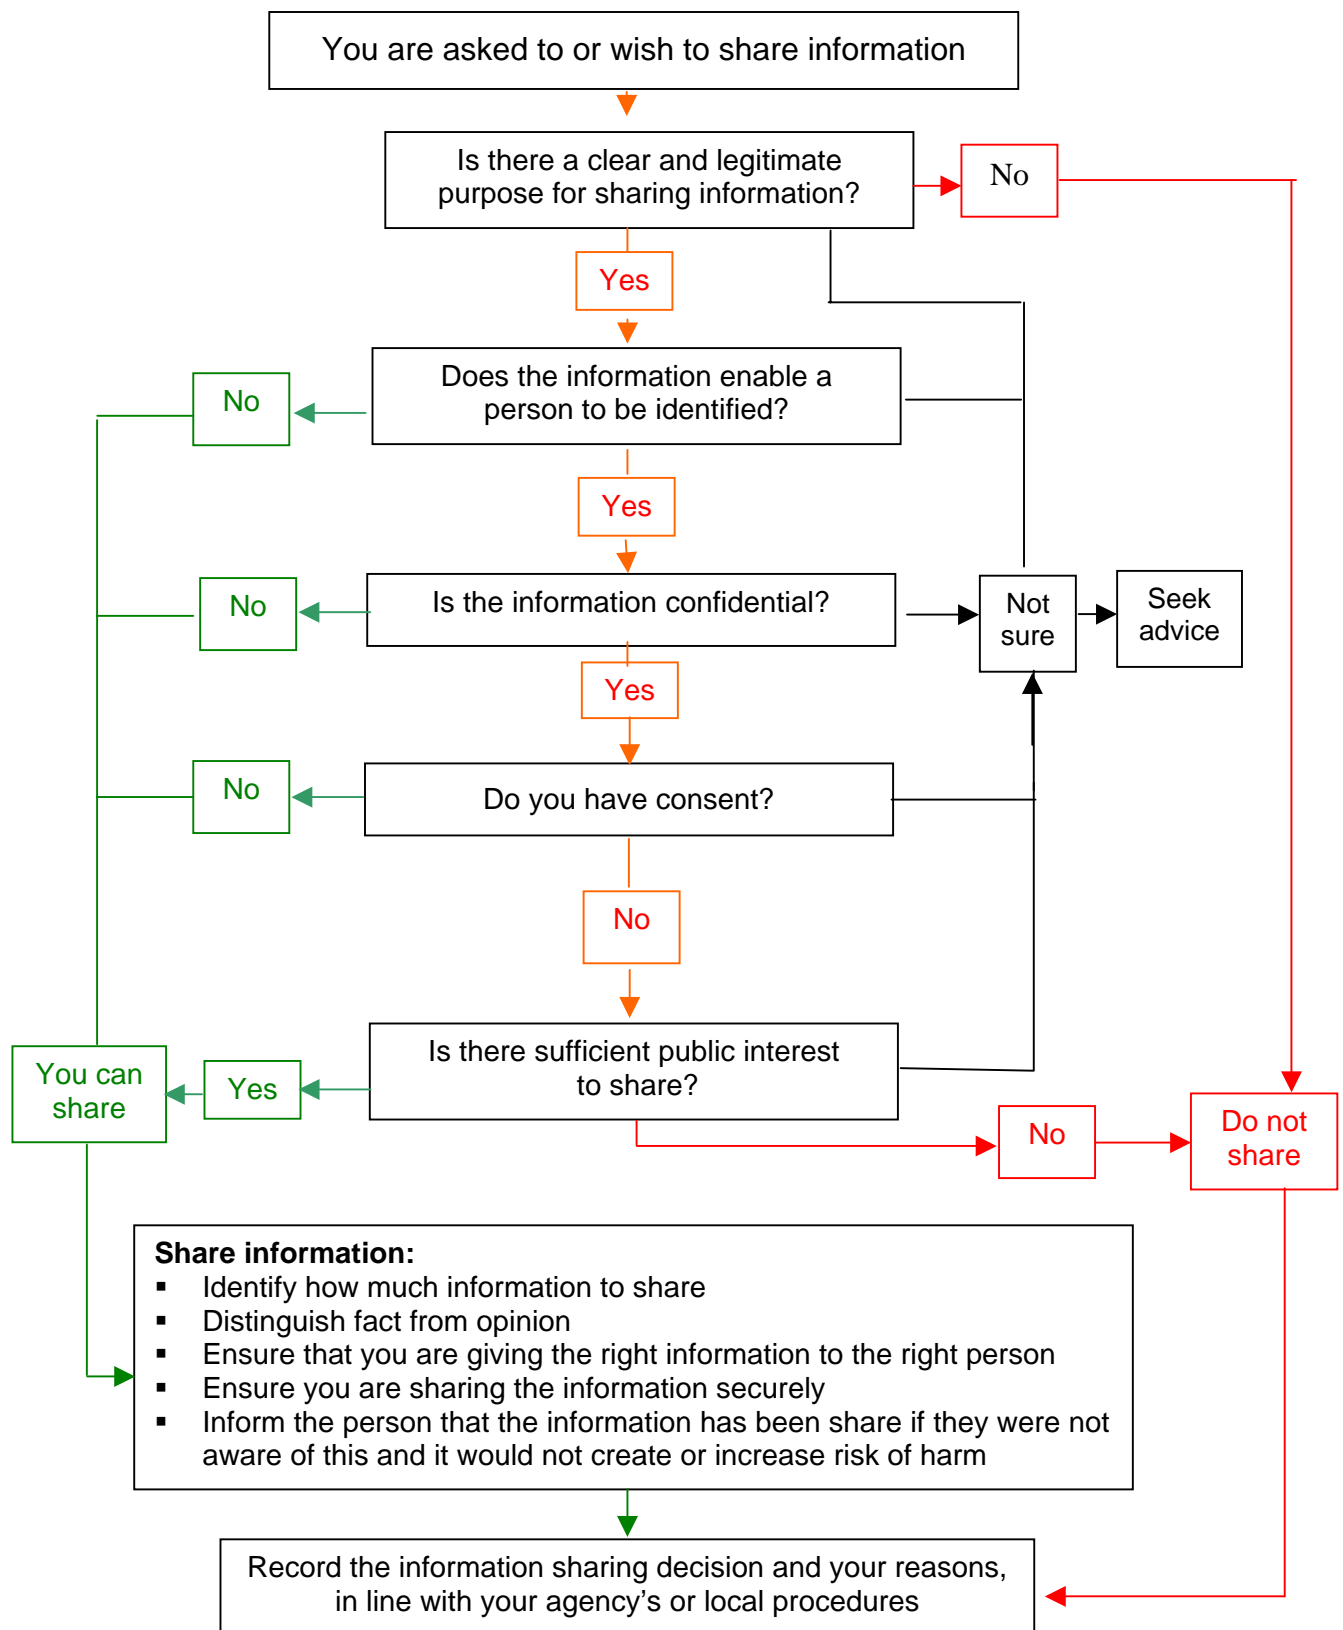 You are asked to or wish to share information
Is there a clear and legitimate
purpose for sharing information?
No
Yes
Does the information enable a
person to be identified?
No
Yes
Is the information confidential?
No
Not
sure
Seek
advice
Yes
Do you have consent?
No
No
Is there sufficient public interest
to share?
You can
share
Yes
No
Do not
share
Share information:
▪ Identify how much information to share
▪ Distinguish fact from opinion
▪ Ensure that you are giving the right information to the right person
▪ Ensure you are sharing the information securely
▪ Inform the person that the information has been share if they were not
aware of this and it would not create or increase risk of harm
Record the information sharing decision and your reasons,
in line with your agency’s or local procedures